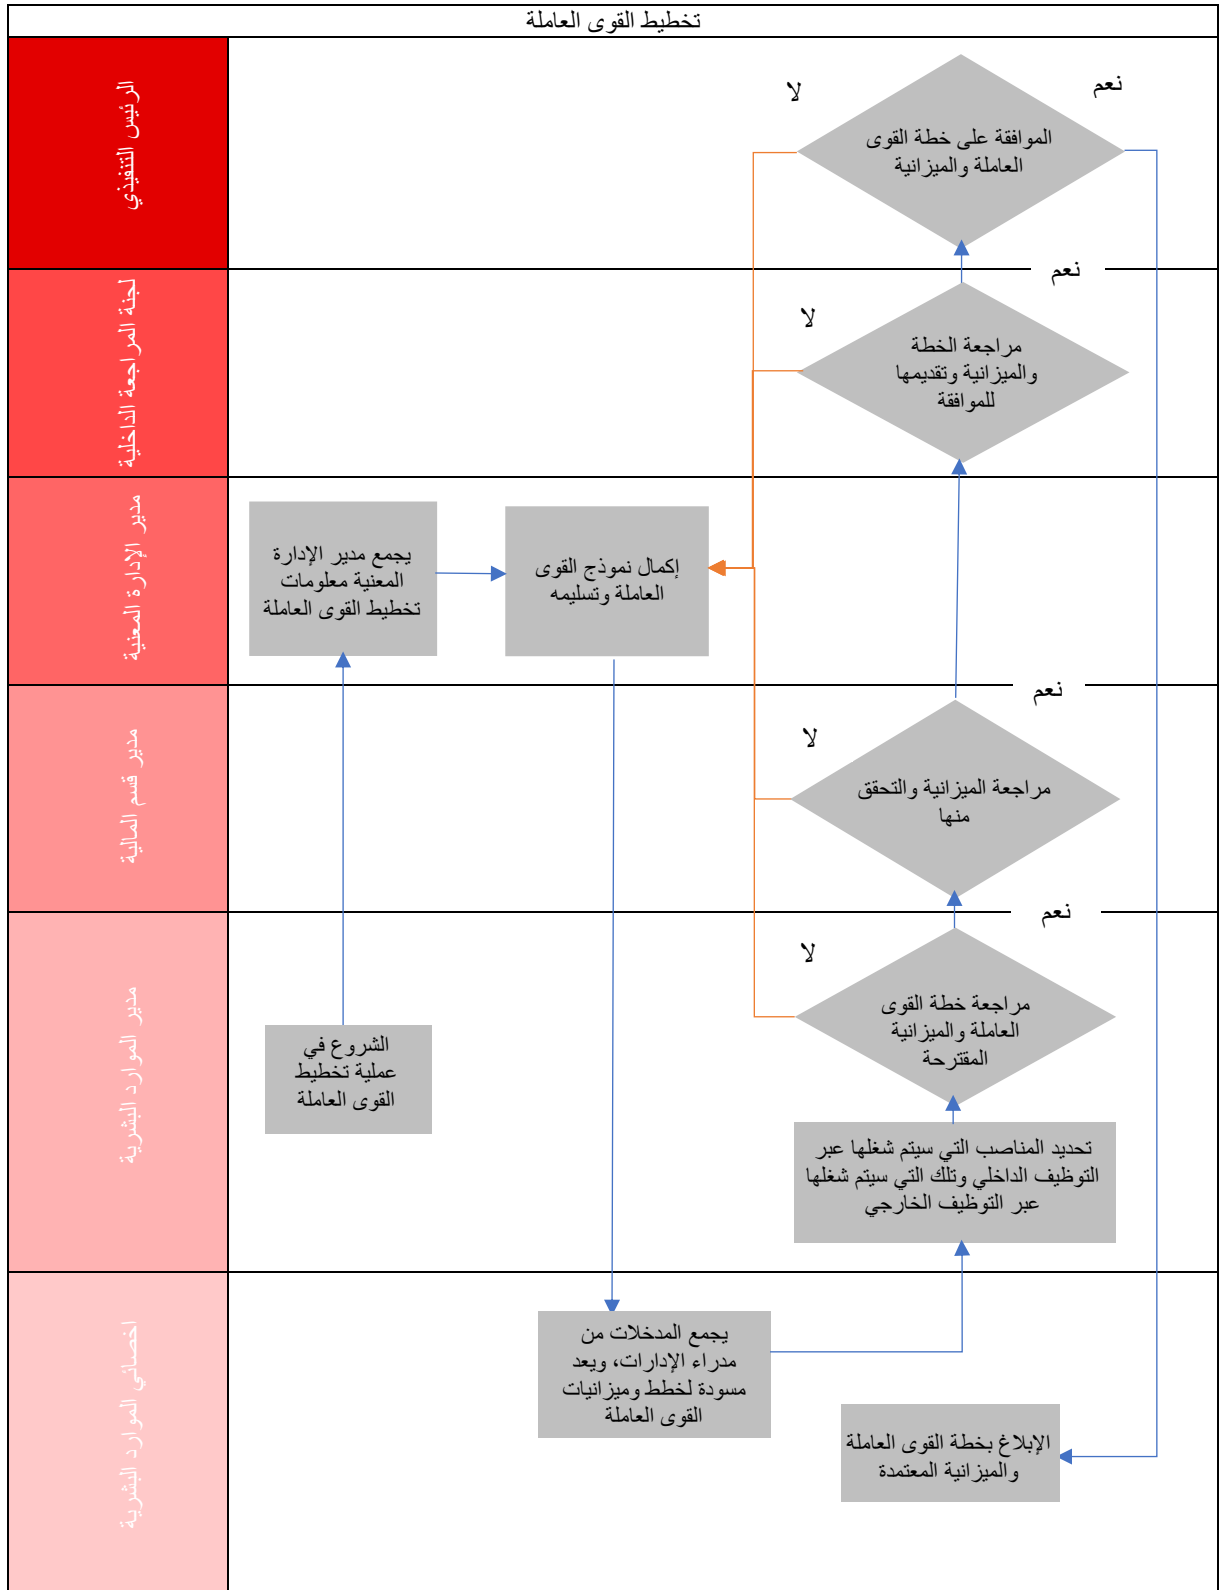 تخطيط القوى العاملة
الرئيس التنفيذي
لا
نعم
الموافقة على خطة القوى
العاملة والميزانية
لجنة المراجعة الداخلية
نعم
لا
مراجعة الخطة
والميزانية وتقديمها
للموافقة
مدير الإدارة المعنية
يجمع مدير الإدارة
المعنية معلومات
تخطيط القوى العاملة
إكمال نموذج القوى
العاملة وتسليمه
مدير قسم المالية
نعم
لا
مراجعة الميزانية والتحقق
منها
مدير الموارد البشرية
نعم
لا
مراجعة خطة القوى
العاملة والميزانية
المقترحة
الشروع في
عملية تخطيط
القوى العاملة
تحديد المناصب التي سيتم شغلها عبر
التوظيف الداخلي وتلك التي سيتم شغلها
عبر التوظيف الخارجي
اخصائي الموارد البشرية
يجمع المدخلات من
مدراء الإدارات، ويعد
مسودة لخطط وميزانيات
القوى العاملة
الإبلاغ بخطة القوى العاملة
والميزانية المعتمدة